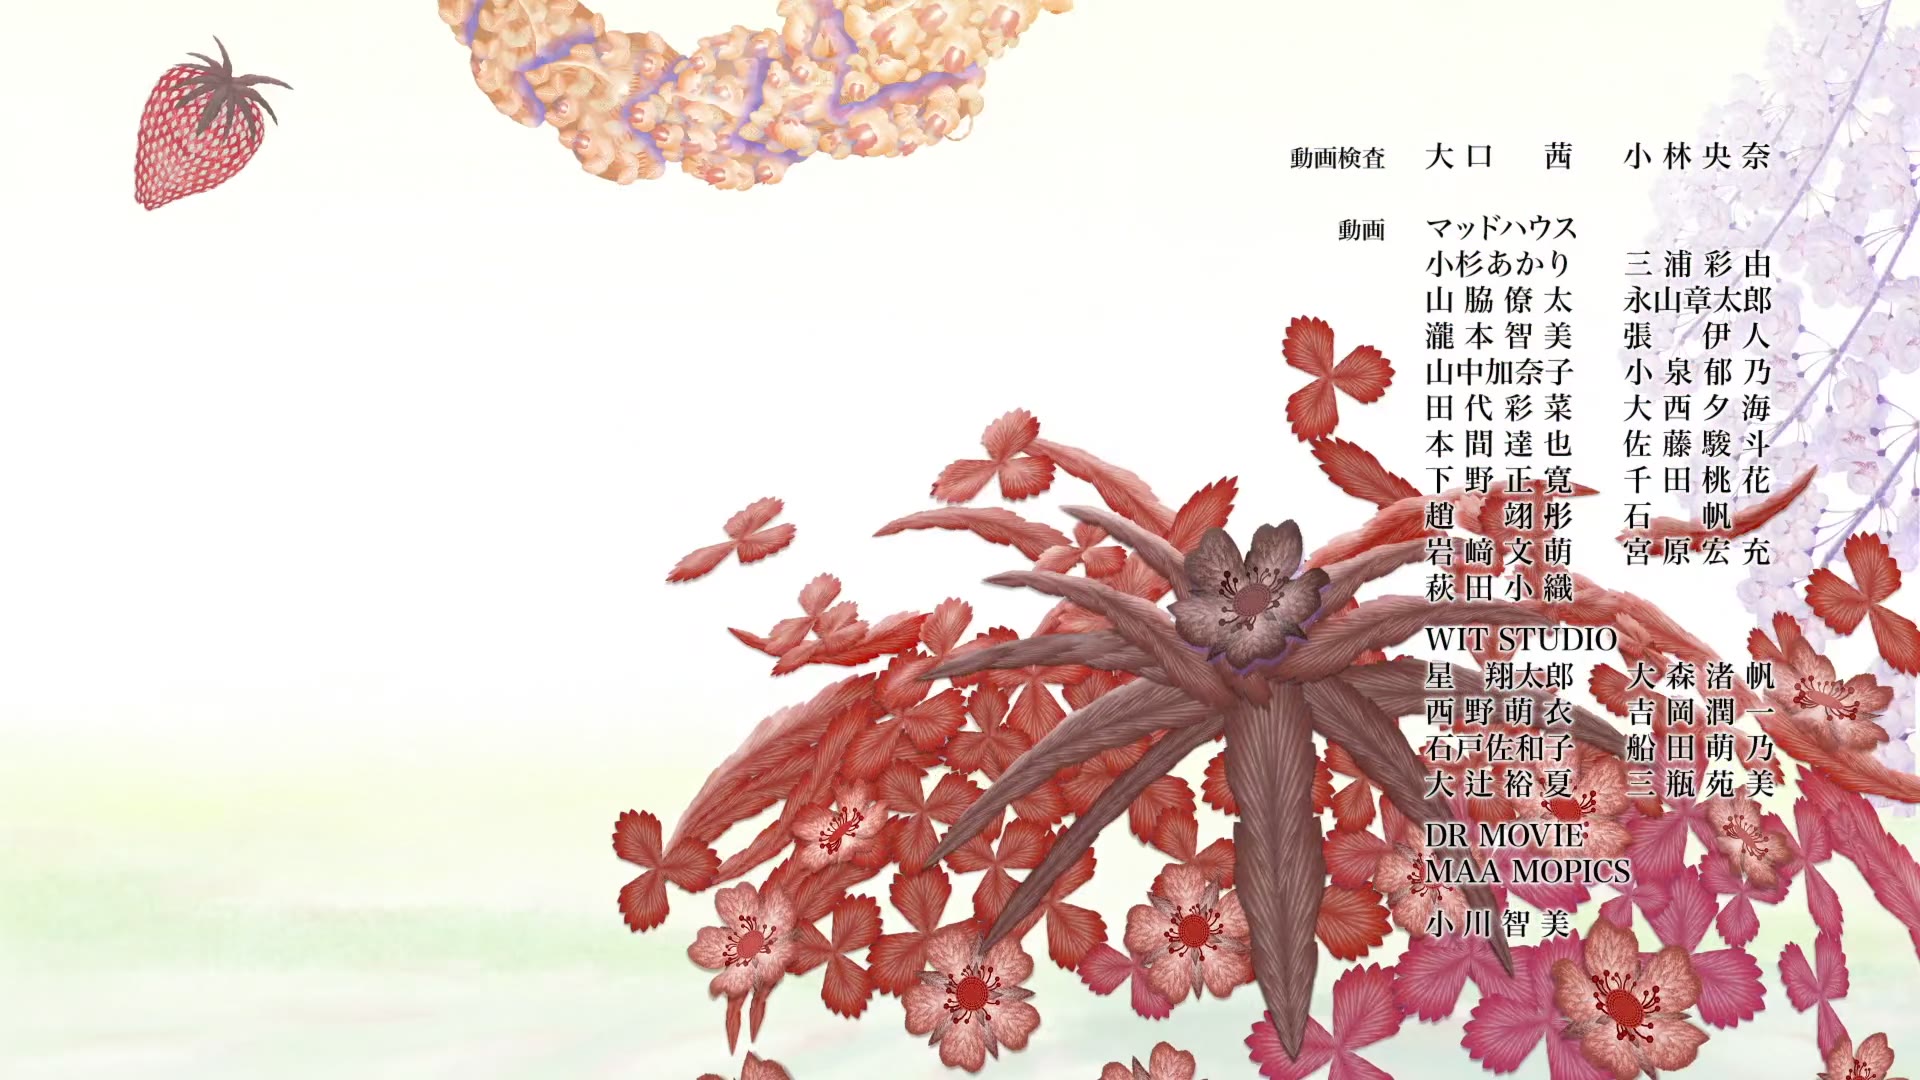 動画検査 大口 茜 小林央奈
動画 マッドハウス
小杉あかり 三浦彩由
山脇僚太 永山章太郎
瀧本智美 張 伊人
山中加奈子 小泉郁乃
田代彩菜 大西夕海
本間達也 佐藤駿斗
下野正寛 千田桃花
趙 翊彤 石 帆
岩﨑文萌 宮原宏充
萩田小織
WIT STUDIO
星 翔太郎 大森渚帆
西野萌衣 吉岡潤一
石戸佐和子 船田萌乃
大辻裕夏 三瓶苑美
DR MOVIE
MAA MOPICS
小川智美